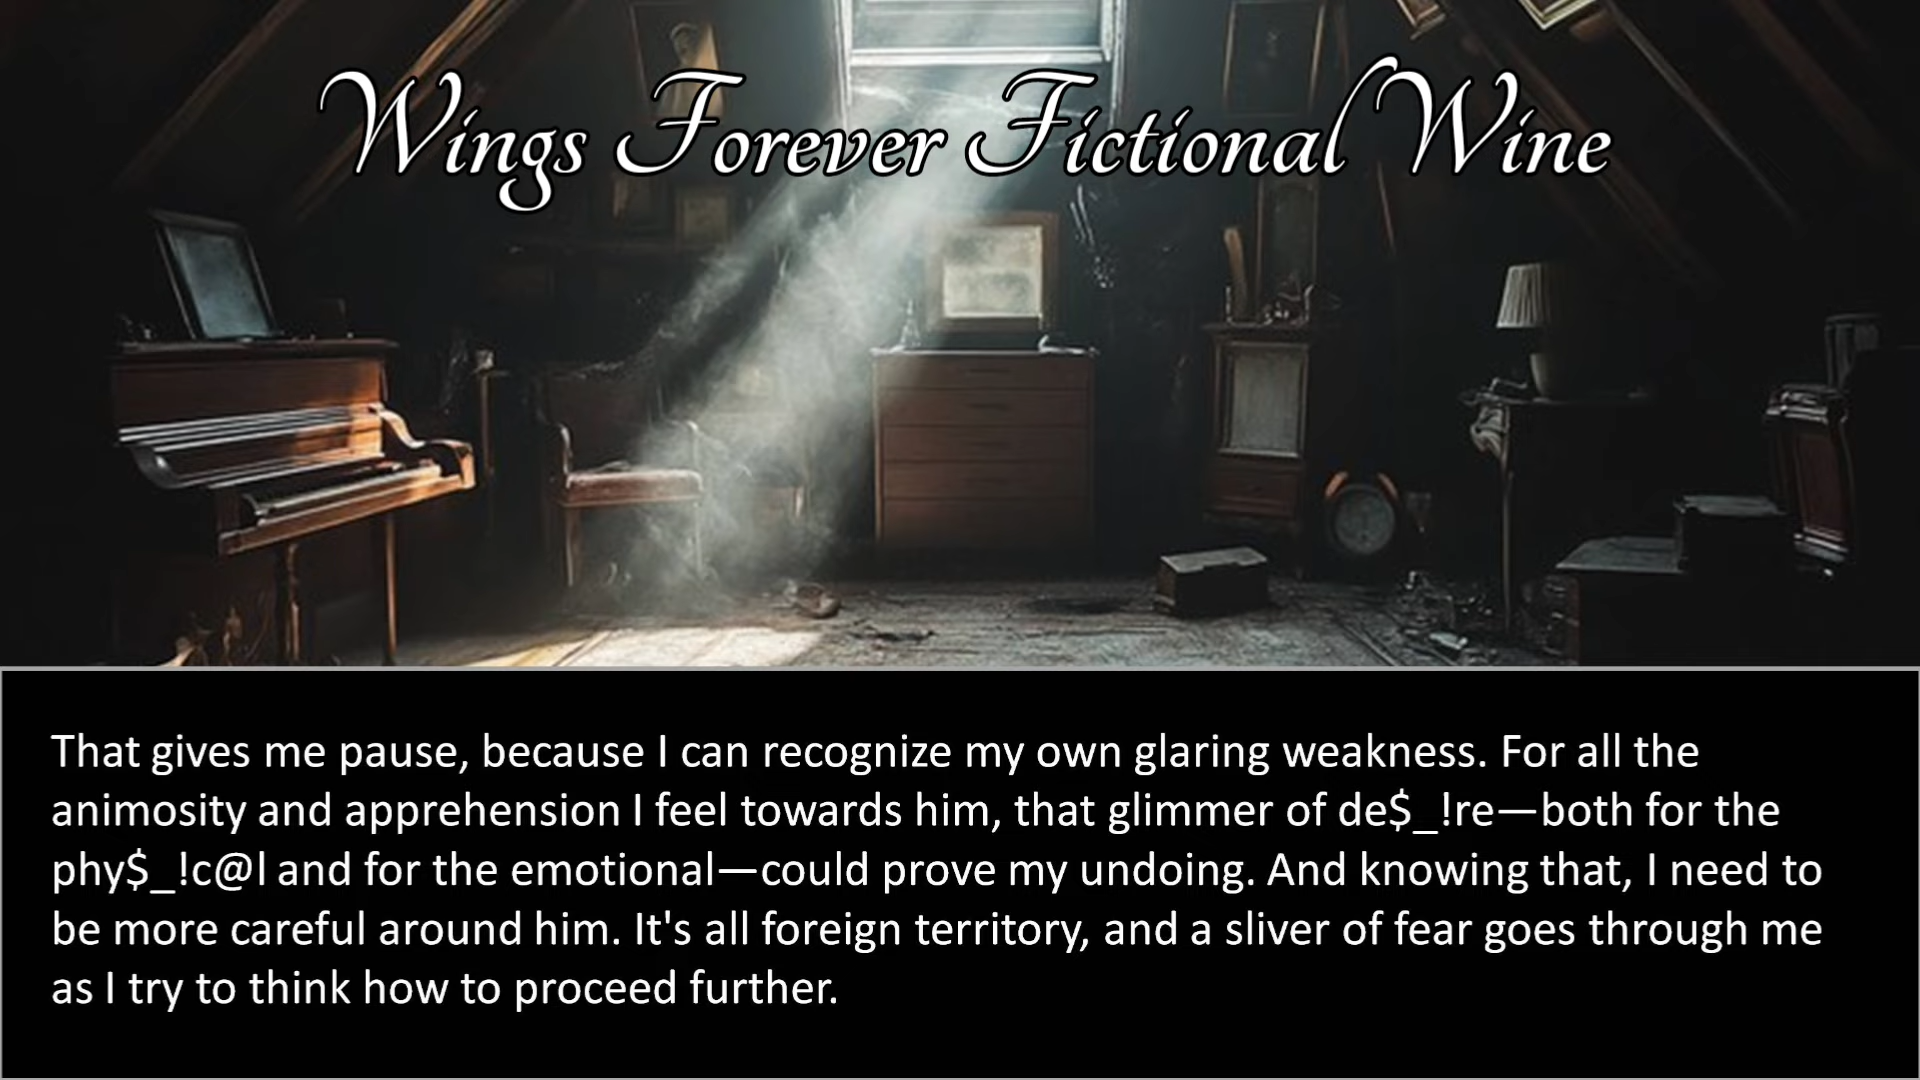 Wings Forever Fictional Wine
That gives me pause, because I can recognize my own glaring weakness. For all the
animosity and apprehension I feel towards him, that glimmer of de$_!re—both for the
phy$_!c@l and for the emotional—could prove my undoing. And knowing that, I need to
be more careful around him. It's all foreign territory, and a sliver of fear goes through me
as I try to think how to proceed further.